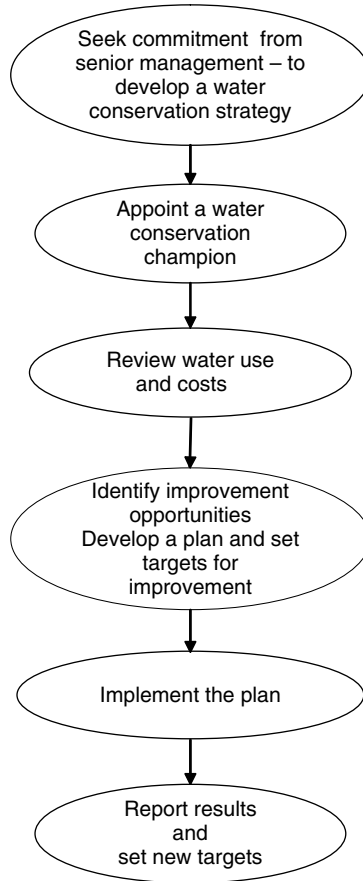 Seek commitment from
senior management – to
develop a water
conservation strategy
Appoint a water
conservation
champion
Review water use
and costs
Identify improvement
opportunities
Develop a plan and set
targets for
improvement
Implement the plan
Report results
and
set new targets